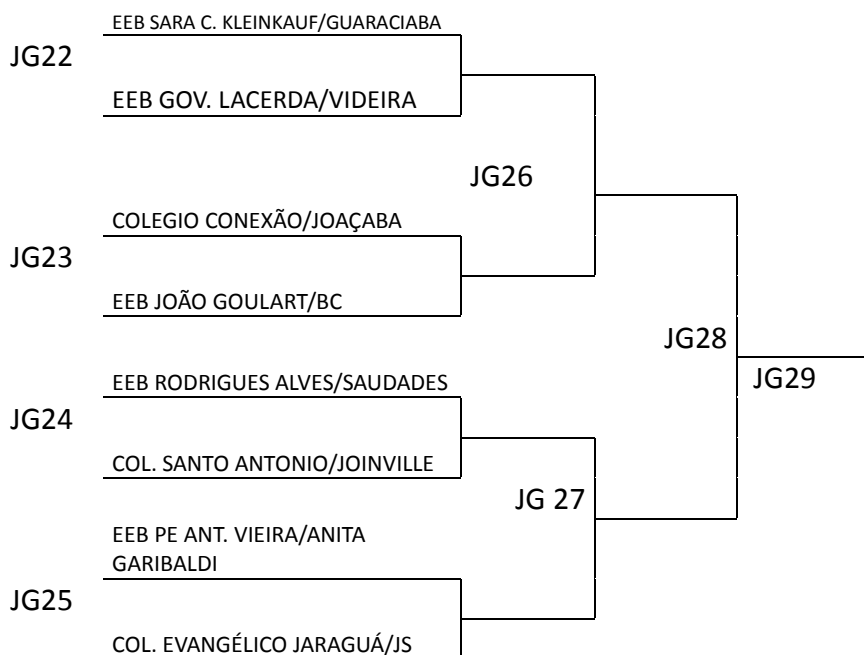 EEB SARA C. KLEINKAUF/GUARACIABA
JG22
EEB GOV. LACERDA/VIDEIRA
JG26
COLEGIO CONEXÃO/JOAÇABA
JG23
EEB JOÃO GOULART/BC
JG28
JG29
EEB RODRIGUES ALVES/SAUDADES
JG24
COL. SANTO ANTONIO/JOINVILLE
JG 27
EEB PE ANT. VIEIRA/ANITA
GARIBALDI
JG25
COL. EVANGÉLICO JARAGUÁ/JS